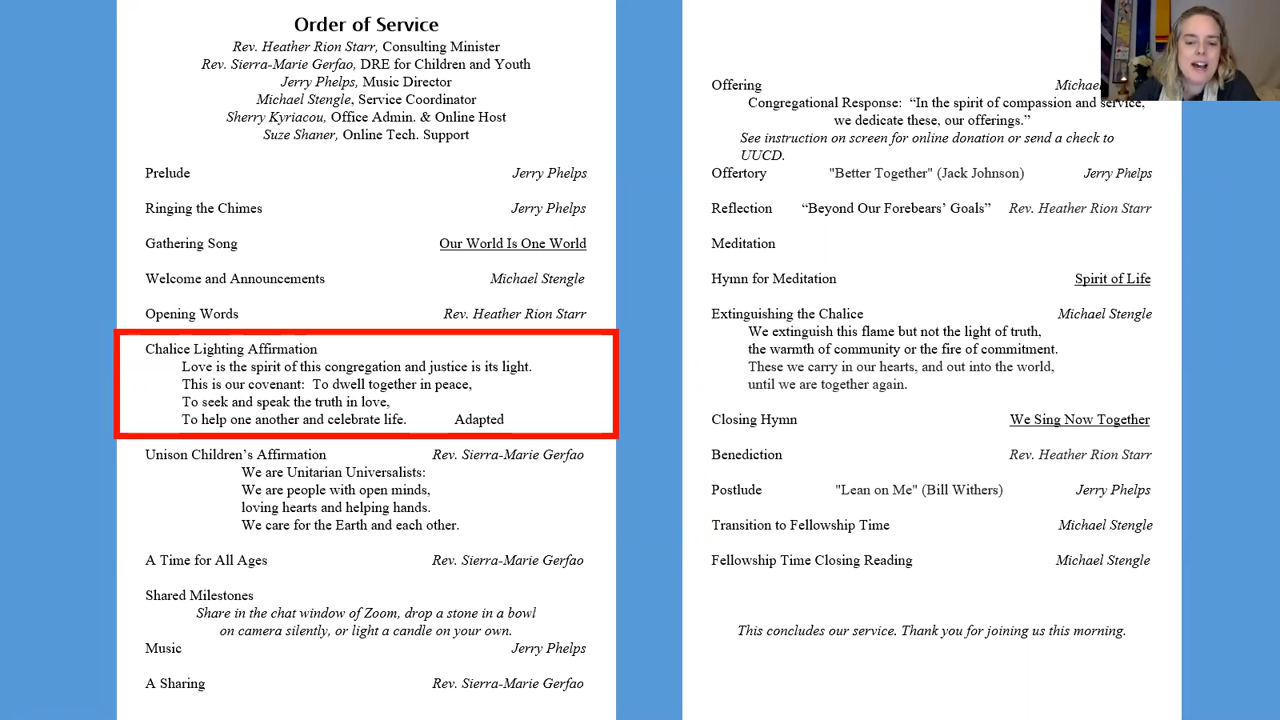 Order of Service
Rev. Heather Rion Starr, Consulting Minister
Rev. Sierra-Marie Gerfao, DRE for Children and Youth
Jerry Phelps, Music Director
Michael Stengle, Service Coordinator
Sherry Kyriacou, Office Admin. & Online Host
Suze Shaner, Online Tech. Support
Prelude Jerry Phelps
Ringing the Chimes Jerry Phelps
Gathering Song Our World Is One World
Welcome and Announcements Michael Stengle
Opening Words Rev. Heather Rion Starr
Chalice Lighting Affirmation
Love is the spirit of this congregation and justice is its light.
This is our covenant: To dwell together in peace,
To seek and speak the truth in love,
To help one another and celebrate life. Adapted
Unison Children’s Affirmation Rev. Sierra-Marie Gerfao
We are Unitarian Universalists:
We are people with open minds,
loving hearts and helping hands.
We care for the Earth and each other.
A Time for All Ages Rev. Sierra-Marie Gerfao
Shared Milestones
Share in the chat window of Zoom, drop a stone in a bowl
on camera silently, or light a candle on your own.
Music Jerry Phelps
A Sharing Rev. Sierra-Marie Gerfao
Offering Michael
Congregational Response: “In the spirit of compassion and service,
we dedicate these, our offerings.”
See instruction on screen for online donation or send a check to
UUCD.
Offertory "Better Together" (Jack Johnson) Jerry Phelps
Reflection “Beyond Our Forebears’ Goals” Rev. Heather Rion Starr
Meditation
Hymn for Meditation Spirit of Life
Extinguishing the Chalice Michael Stengle
We extinguish this flame but not the light of truth,
the warmth of community or the fire of commitment.
These we carry in our hearts, and out into the world,
until we are together again.
Closing Hymn We Sing Now Together
Benediction Rev. Heather Rion Starr
Postlude "Lean on Me" (Bill Withers) Jerry Phelps
Transition to Fellowship Time Michael Stengle
Fellowship Time Closing Reading Michael Stengle
This concludes our service. Thank you for joining us this morning.